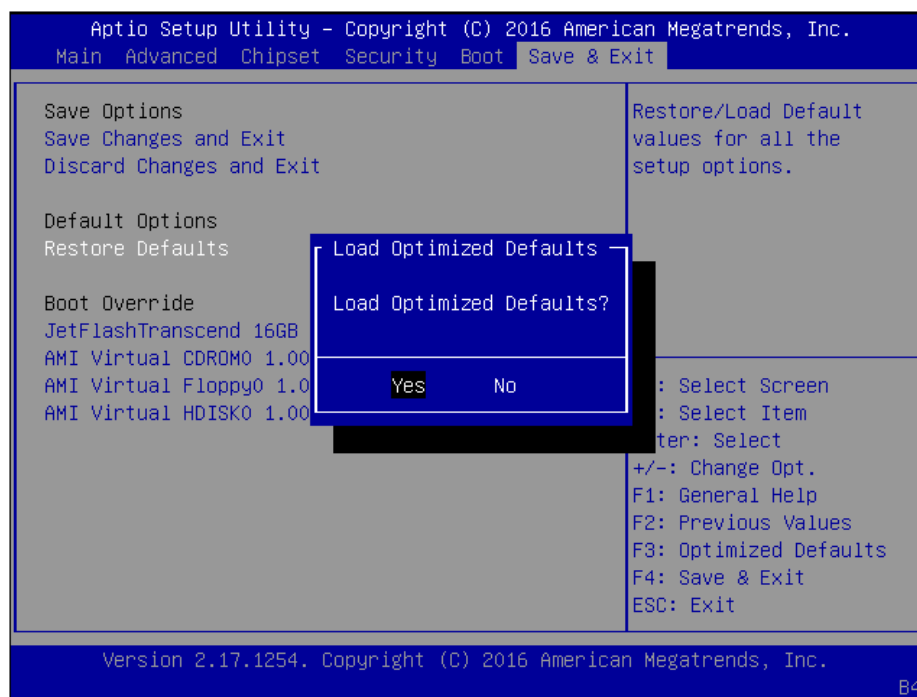 Aptio Setup Utility – Copyright (C) 2016 American Megatrends, Inc.
Main Advanced Chipset Security Boot Save & Exit
Save Options
Save Changes and Exit
Discard Changes and Exit
Default Options
Restore Defaults
Boot Override
JetFlashTranscend 16GB
AMI Virtual CDROM0 1.00
AMI Virtual Floppy0 1.0
AMI Virtual HDISK0 1.00
Load Optimized Defaults
Load Optimized Defaults?
Yes No
Restore/Load Default
values for all the
setup options.
: Select Screen
: Select Item
ter: Select
+/-: Change Opt.
F1: General Help
F2: Previous Values
F3: Optimized Defaults
F4: Save & Exit
ESC: Exit
Version 2.17.1254. Copyright (C) 2016 American Megatrends, Inc.
B4